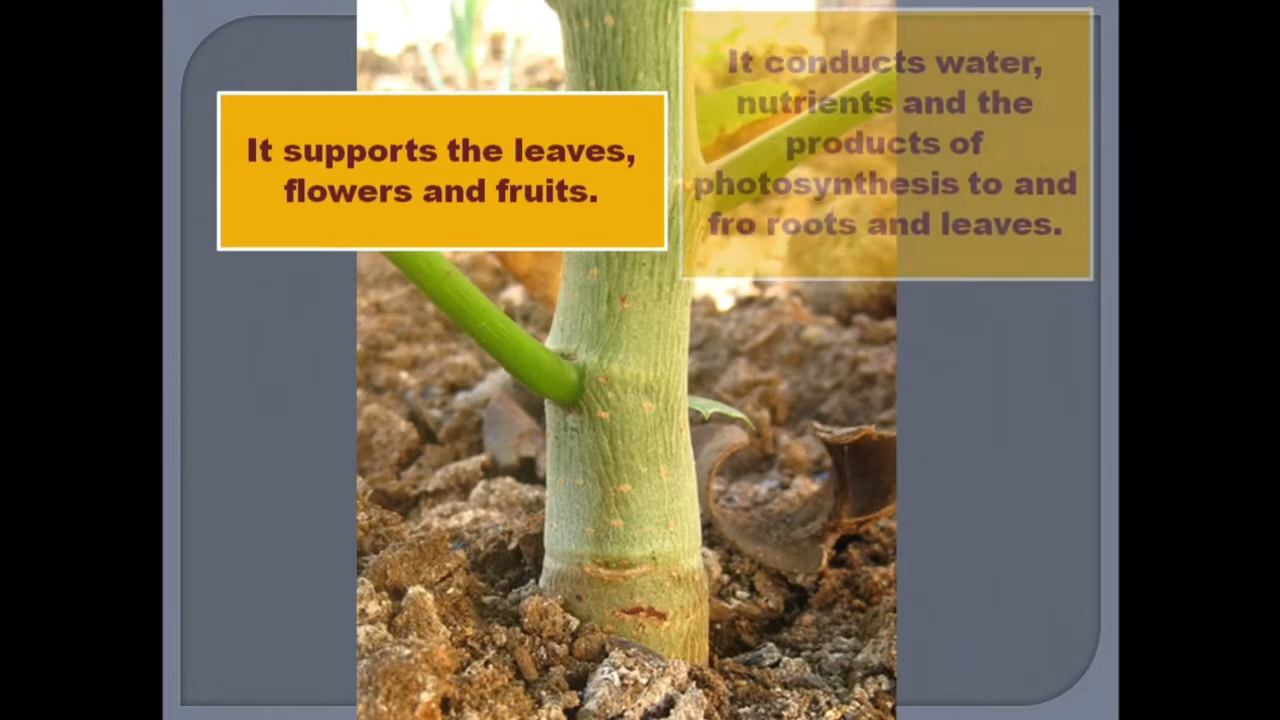 It supports the leaves,
flowers and fruits.
It conducts water,
nutrients and the
products of
photosynthesis to and
fro roots and leaves.